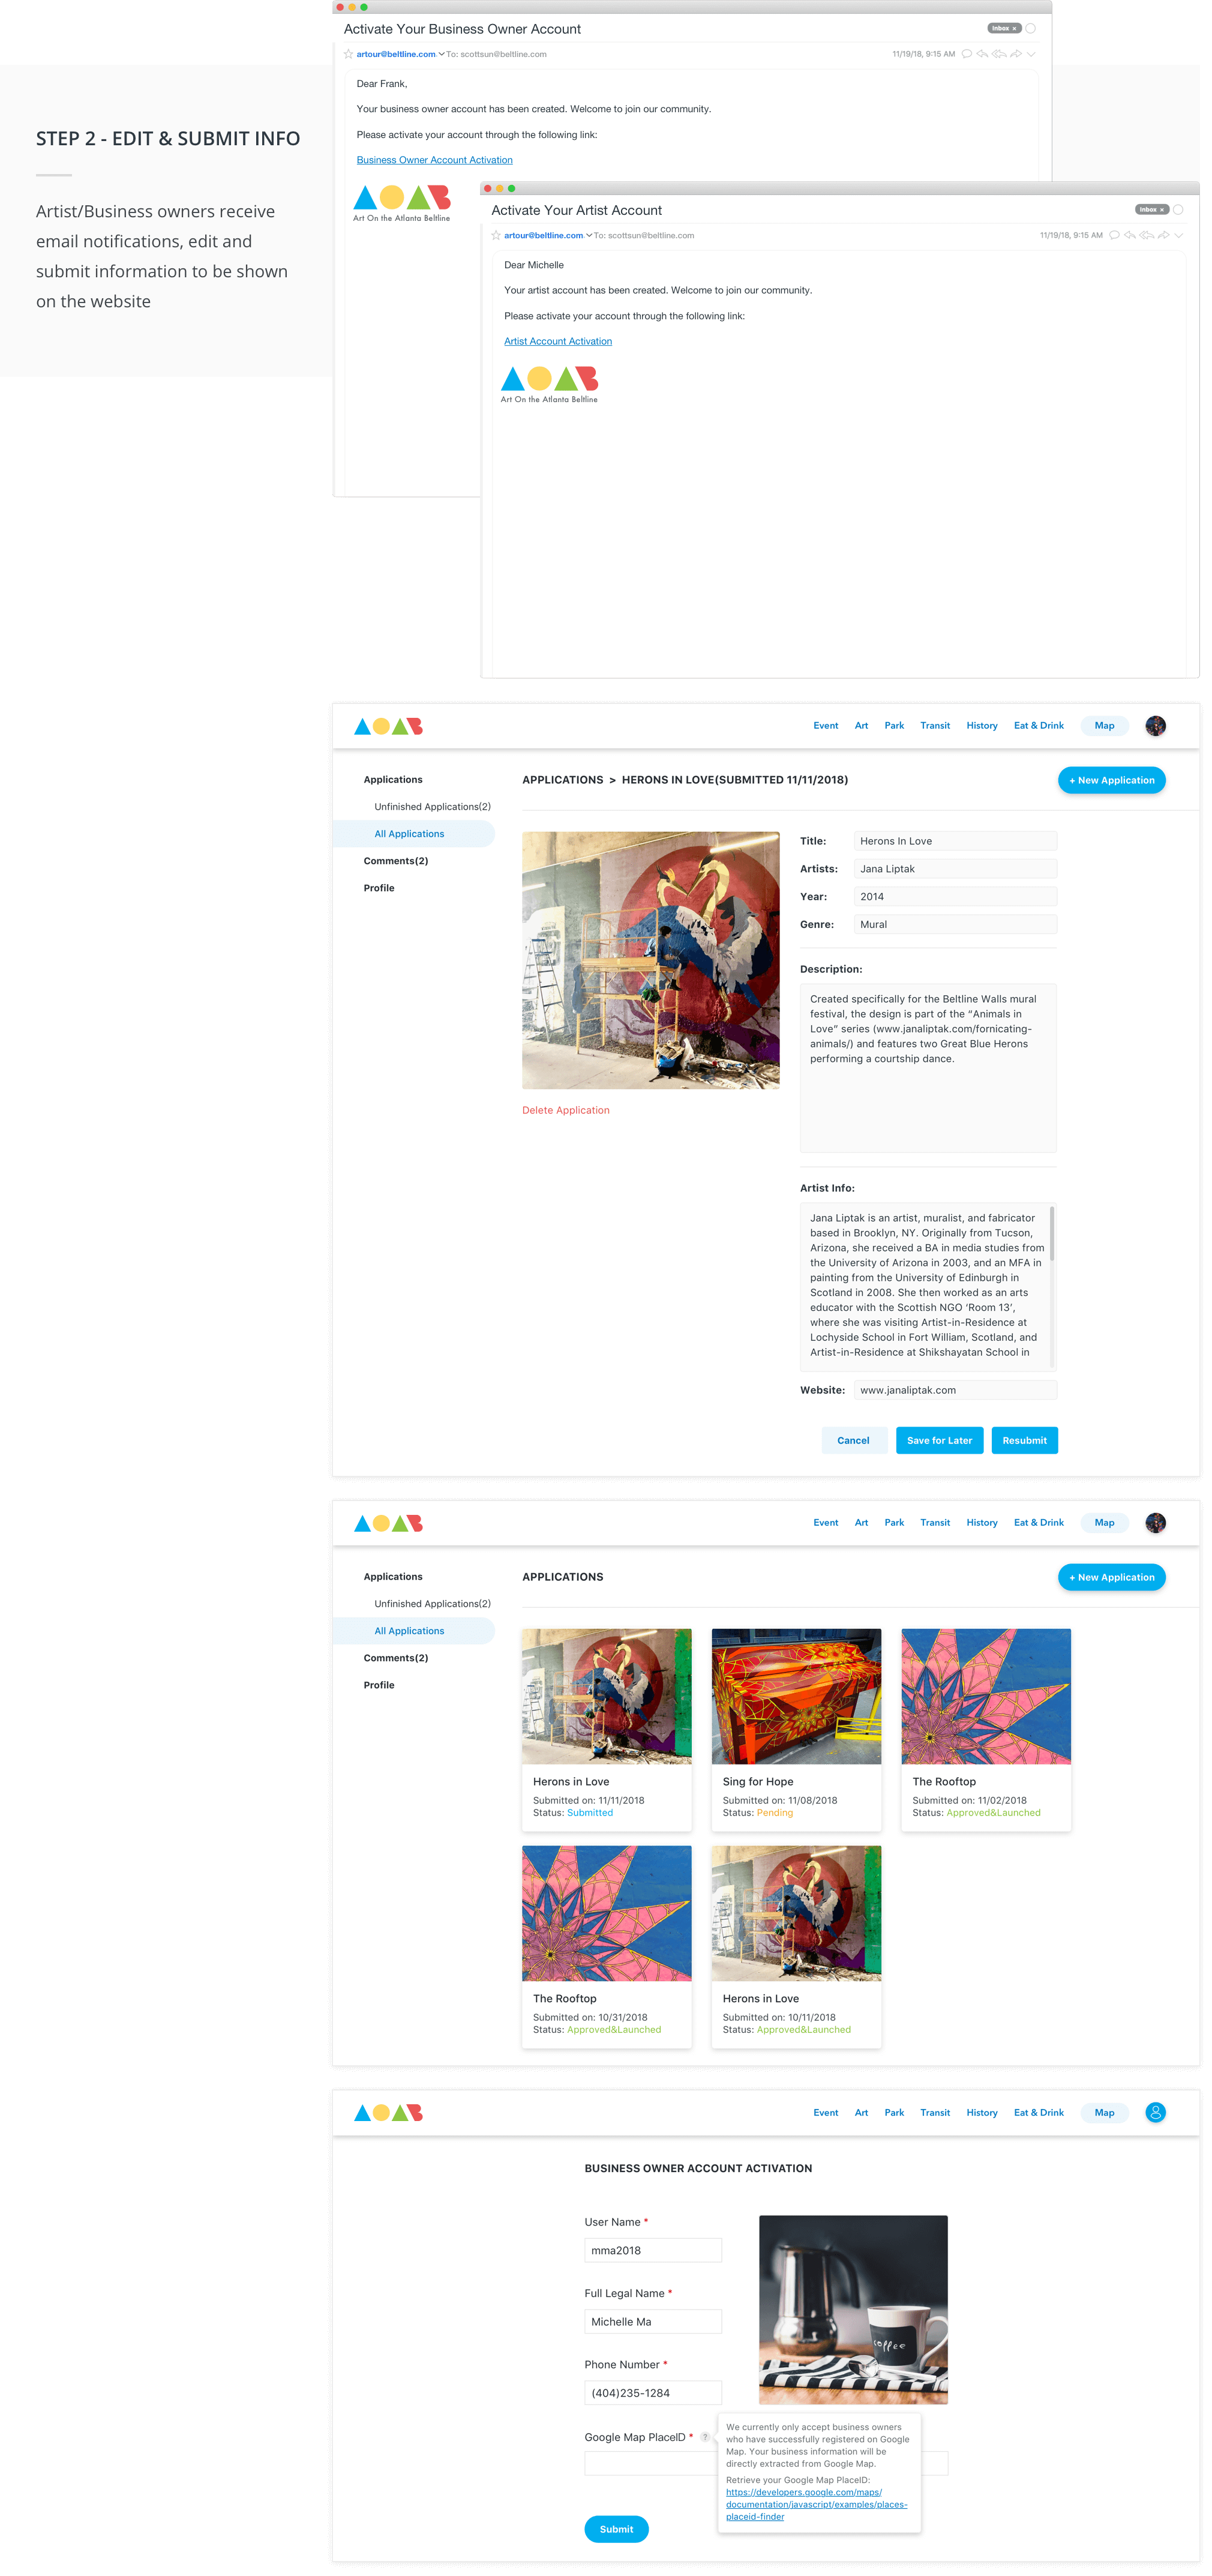 Activate Your Business Owner Account
Inbox ×
artour@beltline.com To: scottsun@beltline.com
11/19/18, 9:15 AM
Dear Frank,
Your business owner account has been created. Welcome to join our community.
Please activate your account through the following link:
Business Owner Account Activation
Art On the Atlanta Beltline
STEP 2 - EDIT & SUBMIT INFO
Artist/Business owners receive
email notifications, edit and
submit information to be shown
on the website
Activate Your Artist Account
Inbox ×
artour@beltline.com To: scottsun@beltline.com
11/19/18, 9:15 AM
Dear Michelle
Your artist account has been created. Welcome to join our community.
Please activate your account through the following link:
Artist Account Activation
Art On the Atlanta Beltline
Event Art Park Transit History Eat & Drink Map
Applications
Unfinished Applications(2)
All Applications
Comments(2)
Profile
APPLICATIONS > HERONS IN LOVE(SUBMITTED 11/11/2018)
+ New Application
Delete Application
Title: Herons In Love
Artists: Jana Liptak
Year: 2014
Genre: Mural
Description:
Created specifically for the Beltline Walls mural
festival, the design is part of the “Animals in
Love” series (www.janaliptak.com/fornicating-
animals/) and features two Great Blue Herons
performing a courtship dance.
Artist Info:
Jana Liptak is an artist, muralist, and fabricator
based in Brooklyn, NY. Originally from Tucson,
Arizona, she received a BA in media studies from
the University of Arizona in 2003, and an MFA in
painting from the University of Edinburgh in
Scotland in 2008. She then worked as an arts
educator with the Scottish NGO ‘Room 13’,
where she was visiting Artist-in-Residence at
Lochyside School in Fort William, Scotland, and
Artist-in-Residence at Shikshayatan School in
Website: www.janaliptak.com
Cancel Save for Later Resubmit
Event Art Park Transit History Eat & Drink Map
Applications
Unfinished Applications(2)
All Applications
Comments(2)
Profile
APPLICATIONS
+ New Application
Herons in Love
Submitted on: 11/11/2018
Status: Submitted
Sing for Hope
Submitted on: 11/08/2018
Status: Pending
The Rooftop
Submitted on: 11/02/2018
Status: Approved&Launched
The Rooftop
Submitted on: 10/31/2018
Status: Approved&Launched
Herons in Love
Submitted on: 10/11/2018
Status: Approved&Launched
Event Art Park Transit History Eat & Drink Map
BUSINESS OWNER ACCOUNT ACTIVATION
User Name *
mma2018
Full Legal Name *
Michelle Ma
Phone Number *
(404)235-1284
coffee
Google Map PlaceID * ?
We currently only accept business owners
who have successfully registered on Google
Map. Your business information will be
directly extracted from Google Map.
Retrieve your Google Map PlaceID:
https://developers.google.com/maps/
documentation/javascript/examples/places-
placeid-finder
Submit